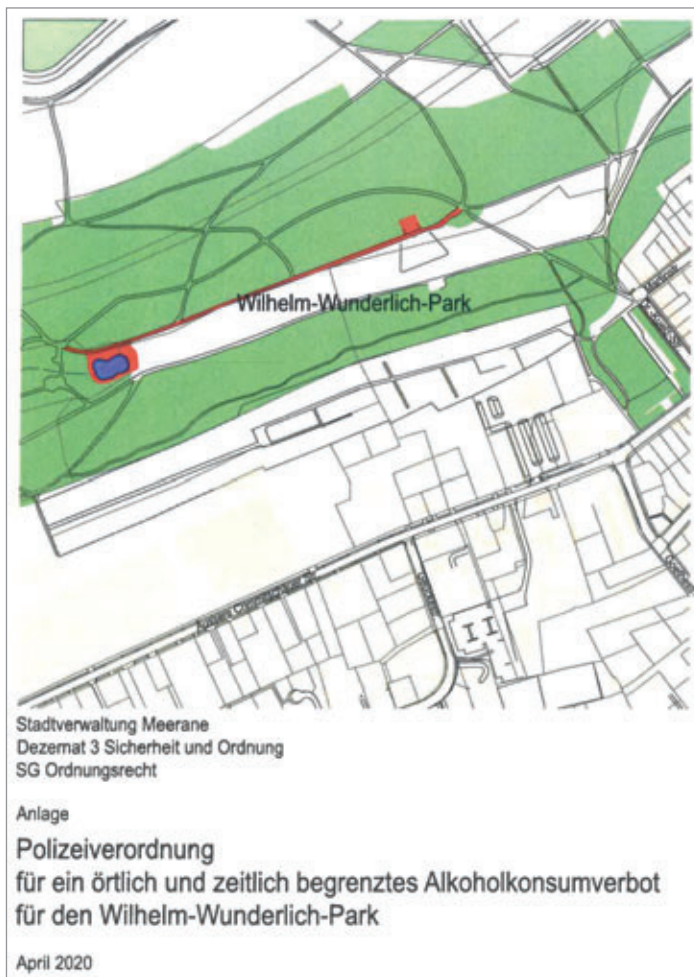 Wilhelm-Wunderlich-Park
Stadtverwaltung Meerane
Dezernat 3 Sicherheit und Ordnung
SG Ordnungsrecht
Anlage
Polizeiverordnung
für ein örtlich und zeitlich begrenztes Alkoholkonsumverbot
für den Wilhelm-Wunderlich-Park
April 2020